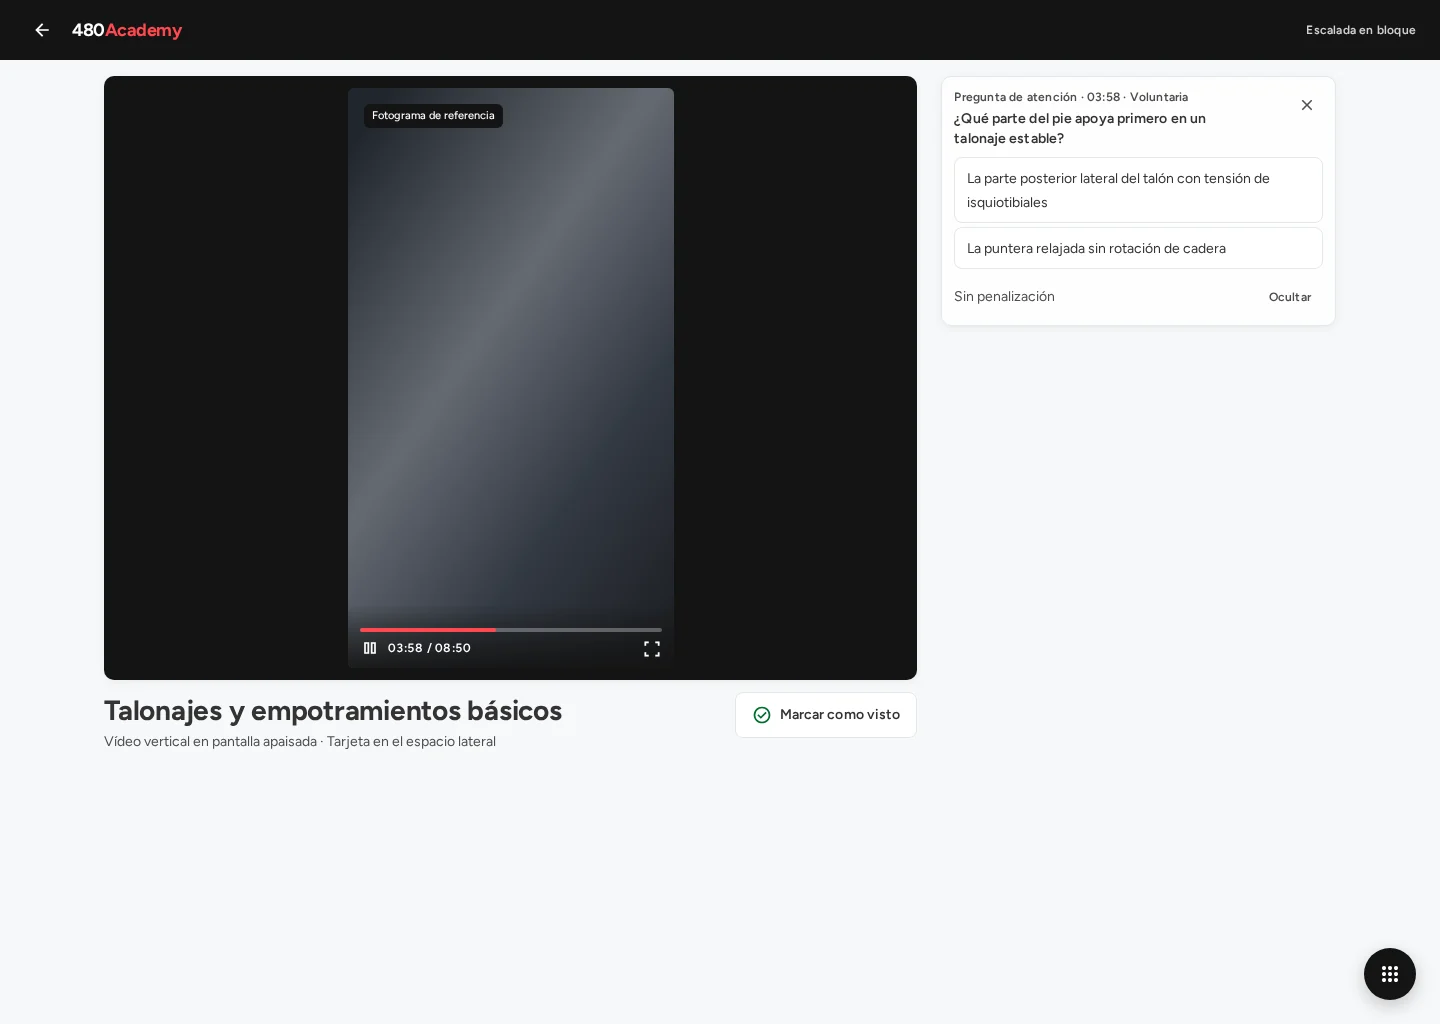 480Academy
Escalada en bloque
Fotograma de referencia
03:58 / 08:50
Talonajes y empotramientos básicos
Vídeo vertical en pantalla apaisada · Tarjeta en el espacio lateral
Marcar como visto
Pregunta de atención · 03:58 · Voluntaria
¿Qué parte del pie apoya primero en un
talonaje estable?
La parte posterior lateral del talón con tensión de
isquiotibiales
La puntera relajada sin rotación de cadera
Sin penalización
Ocultar